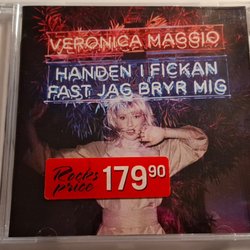 VERONICA MAGGIO
HANDEN I FICKAN
FAST JAG BRYR MIG
Rocks
price
179 90